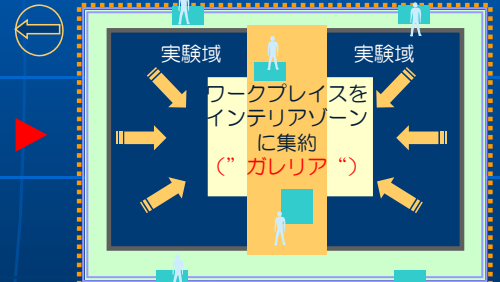 実験域
実験域
ワークプレイスを
インテリアゾーン
に集約
（”ガレリア“）